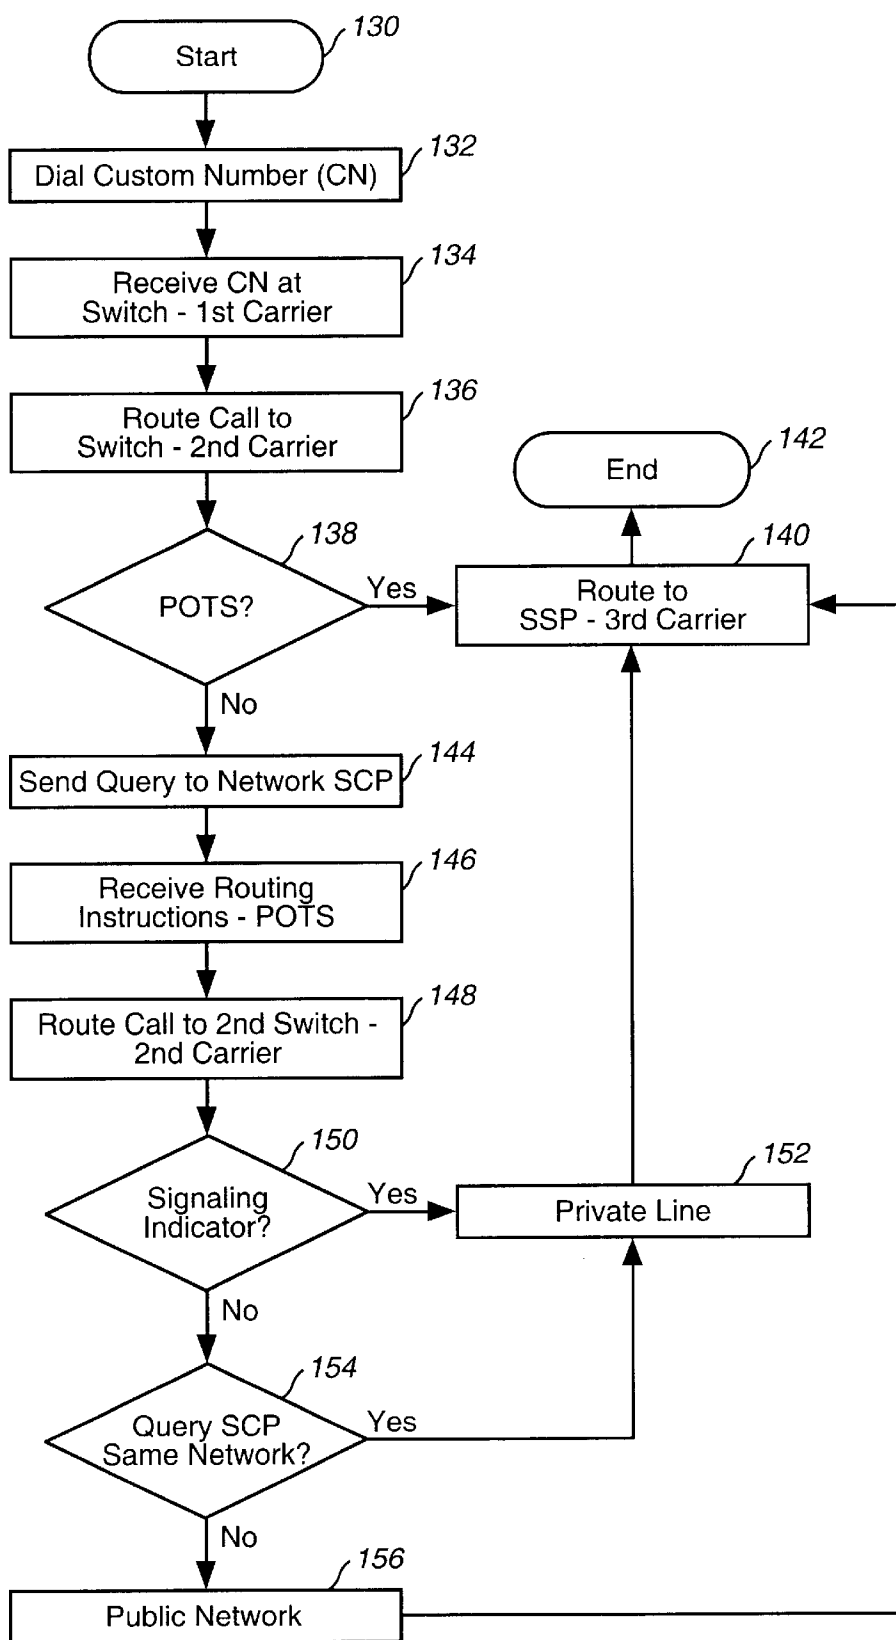 130
Start
132
Dial Custom Number (CN)
134
Receive CN at
Switch - 1st Carrier
136
Route Call to
Switch - 2nd Carrier
142
End
138
POTS?
Yes
140
Route to
SSP - 3rd Carrier
No
144
Send Query to Network SCP
146
Receive Routing
Instructions - POTS
148
Route Call to 2nd Switch -
2nd Carrier
150
Signaling
Indicator?
Yes
152
Private Line
No
154
Query SCP
Same Network?
Yes
No
156
Public Network